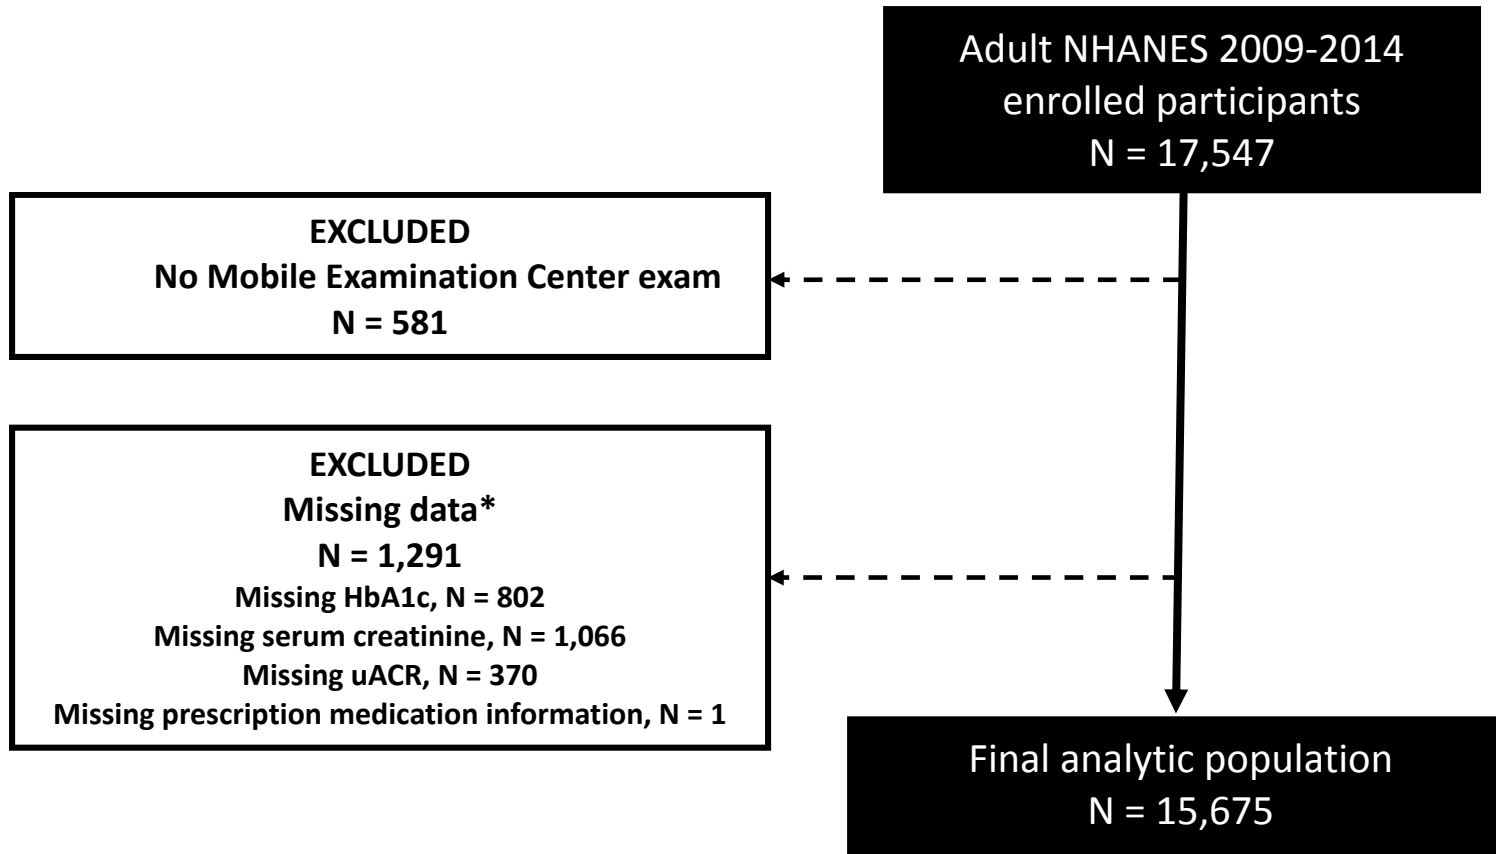 Adult NHANES 2009-2014
enrolled participants
N = 17,547
EXCLUDED
No Mobile Examination Center exam
N = 581
EXCLUDED
Missing data*
N = 1,291
Missing HbA1c, N = 802
Missing serum creatinine, N = 1,066
Missing uACR, N = 370
Missing prescription medication information, N = 1
Final analytic population
N = 15,675